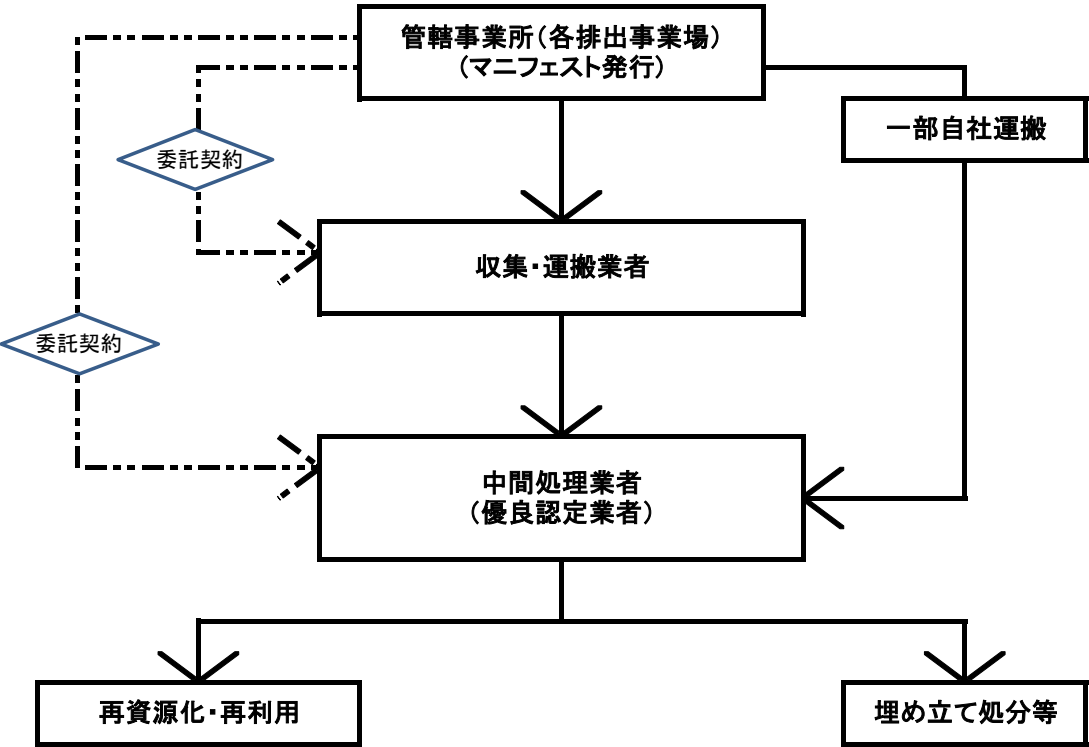 管轄事業所（各排出事業場）
（マニフェスト発行）
一部自社運搬
委託契約
収集・運搬業者
委託契約
中間処理業者
（優良認定業者）
再資源化・再利用
埋め立て処分等